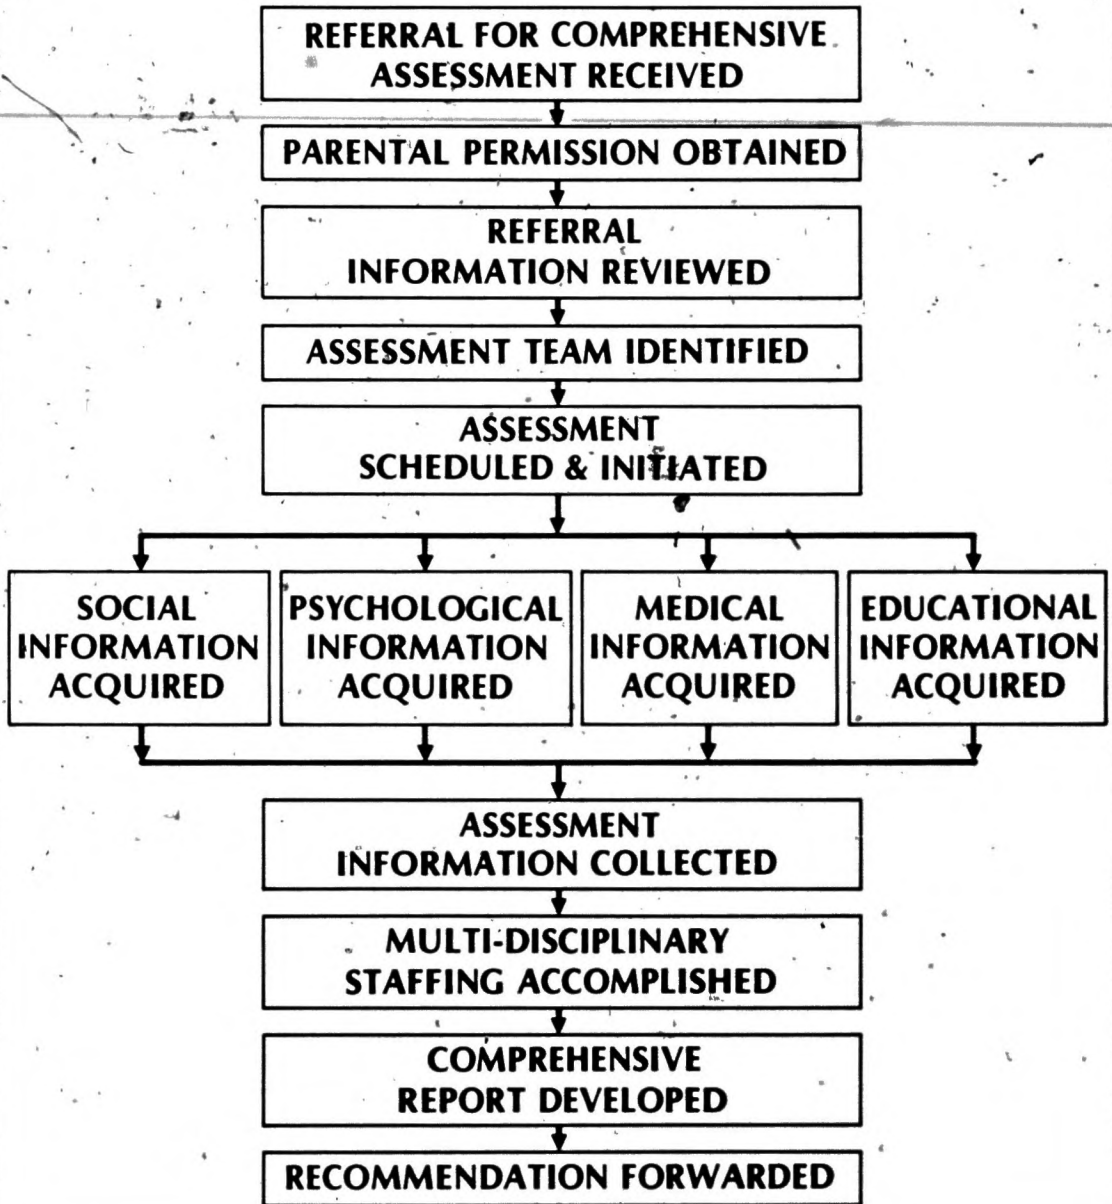 REFERRAL FOR COMPREHENSIVE
ASSESSMENT RECEIVED
PARENTAL PERMISSION OBTAINED
REFERRAL
INFORMATION REVIEWED
ASSESSMENT TEAM IDENTIFIED
ASSESSMENT
SCHEDULED & INITIATED
SOCIAL
INFORMATION
ACQUIRED
PSYCHOLOGICAL
INFORMATION
ACQUIRED
MEDICAL
INFORMATION
ACQUIRED
EDUCATIONAL
INFORMATION
ACQUIRED
ASSESSMENT
INFORMATION COLLECTED
MULTI-DISCIPLINARY
STAFFING ACCOMPLISHED
COMPREHENSIVE
REPORT DEVELOPED
RECOMMENDATION FORWARDED